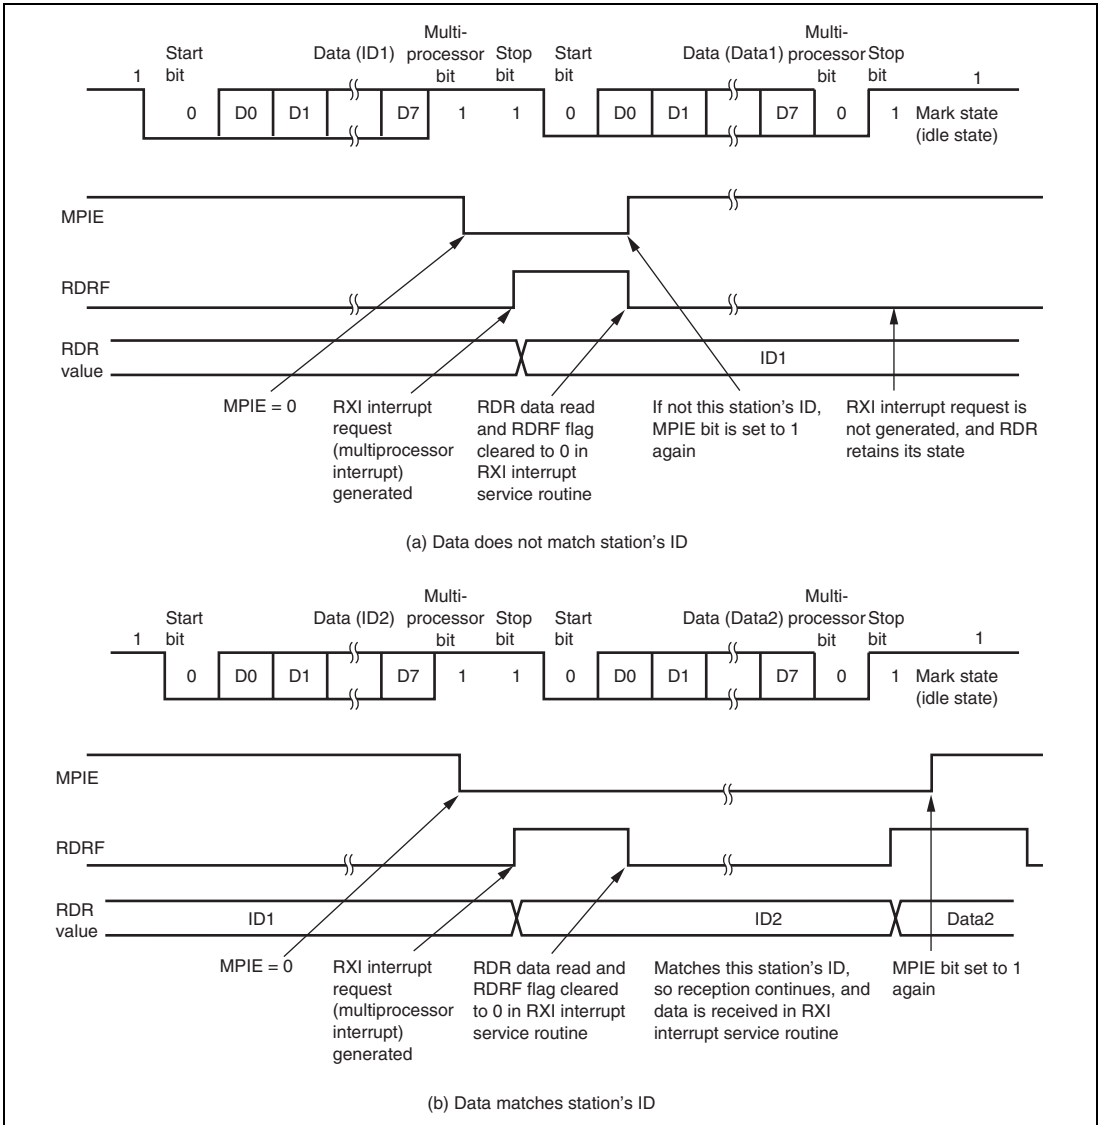 Multi-
Start Data (ID1) processor Stop Start
bit bit bit bit
Multi-
Data (Data1) processor Stop
bit bit
1 1
0 D0 D1 D7 1 1 0 D0 D1 D7 0 1 Mark state
(idle state)
MPIE
RDRF
RDR
value
ID1
MPIE = 0
RXI interrupt
request
(multiprocessor
interrupt)
generated
RDR data read
and RDRF flag
cleared to 0 in
RXI interrupt
service routine
If not this station's ID,
MPIE bit is set to 1
again
RXI interrupt request is
not generated, and RDR
retains its state
(a) Data does not match station's ID
Multi-
Start Data (ID2) processor Stop Start
bit bit bit bit
Multi-
Data (Data2) processor Stop
bit bit
1 1
0 D0 D1 D7 1 1 0 D0 D1 D7 0 1 Mark state
(idle state)
MPIE
RDRF
RDR
value
ID1 ID2 Data2
MPIE = 0
RXI interrupt
request
(multiprocessor
interrupt)
generated
RDR data read and
RDRF flag cleared
to 0 in RXI interrupt
service routine
Matches this station's ID,
so reception continues, and
data is received in RXI
interrupt service routine
MPIE bit set to 1
again
(b) Data matches station's ID